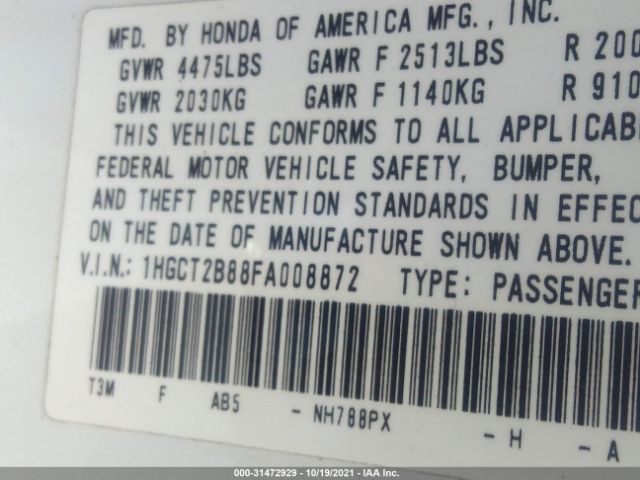 MFD. BY HONDA OF AMERICA MFG., INC.
GVWR 4475LBS GAWR F 2513LBS R 200
GVWR 2030KG GAWR F 1140KG R 910
THIS VEHICLE CONFORMS TO ALL APPLICABL
FEDERAL MOTOR VEHICLE SAFETY, BUMPER,
AND THEFT PREVENTION STANDARDS IN EFFEC
ON THE DATE OF MANUFACTURE SHOWN ABOVE.
V.I.N.: 1HGCT2B88FA008872 TYPE: PASSENGER
T3M F AB5 - NH788PX - H - A
000-31472929 - 10/19/2021 - IAA Inc.